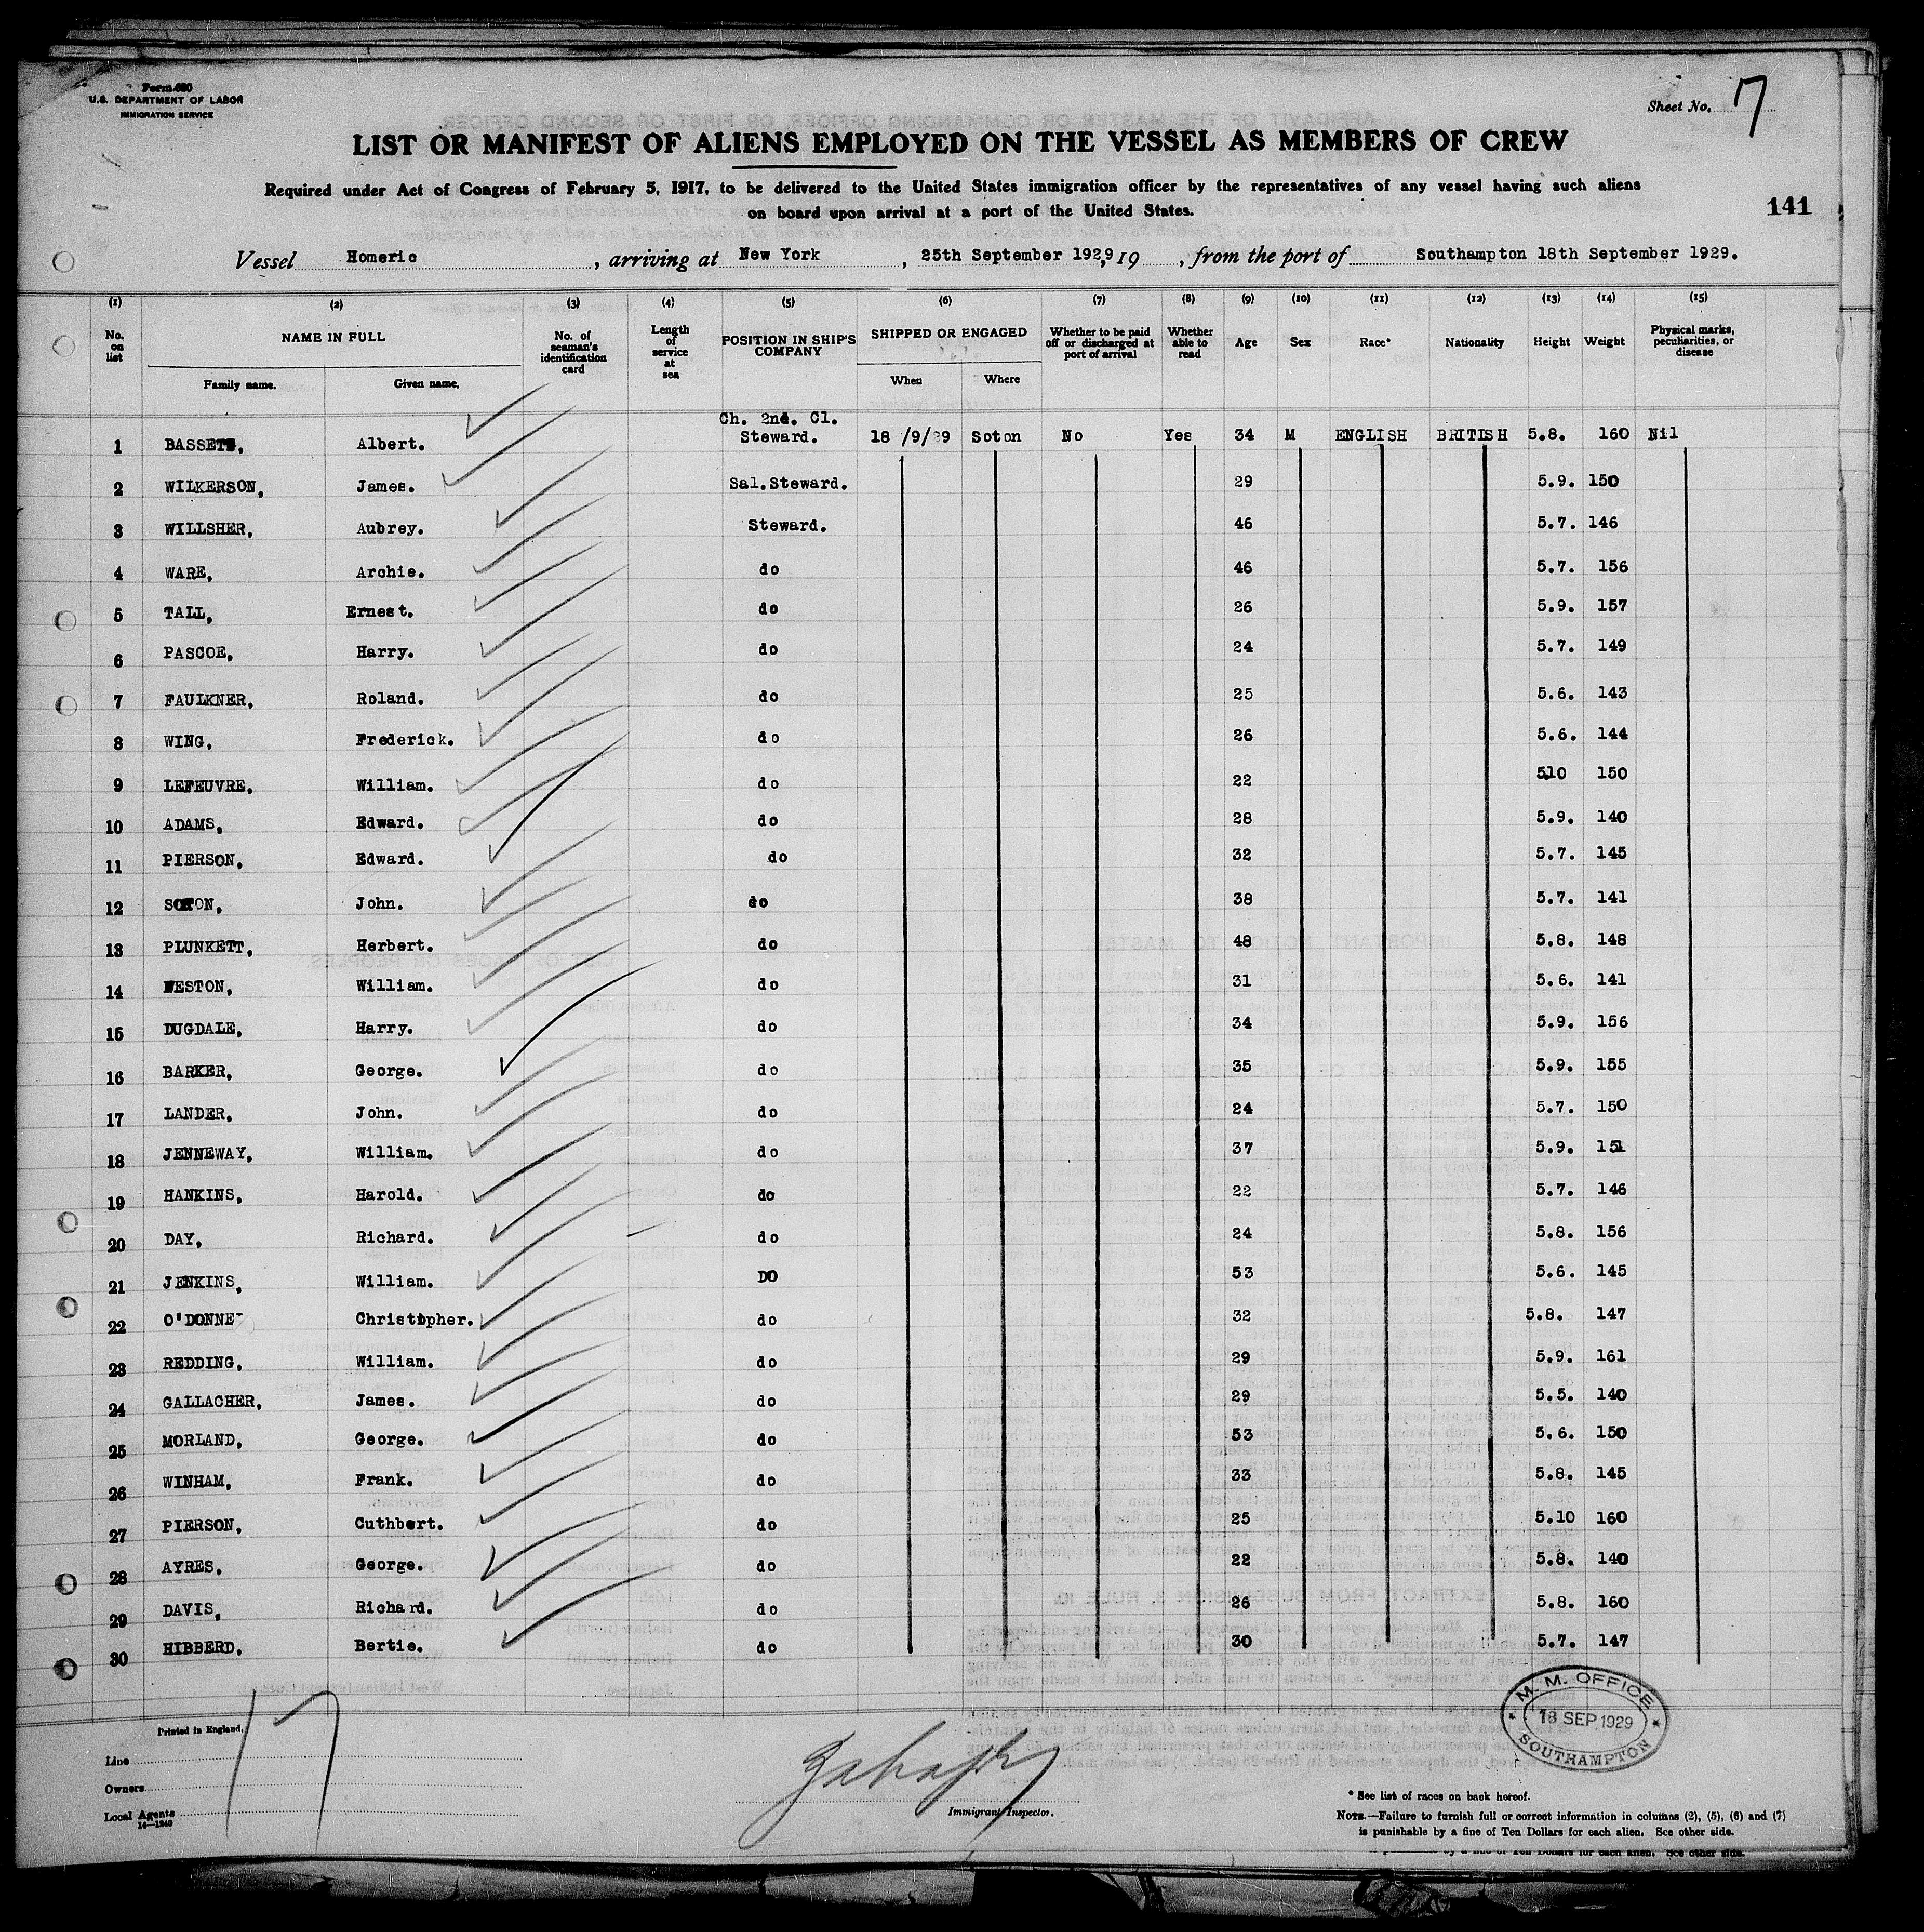 Form 680
U.S. DEPARTMENT OF LABOR
IMMIGRATION SERVICE
Sheet No. 17
LIST OR MANIFEST OF ALIENS EMPLOYED ON THE VESSEL AS MEMBERS OF CREW
Required under Act of Congress of February 5, 1917, to be delivered to the United States immigration officer by the representatives of any vessel having such aliens
on board upon arrival at a port of the United States.
141
Vessel Homeric, arriving at New York, 25th September 1929, 19, from the port of Southampton 18th September 1929.
(1) (2) (3) (4) (5) (6) (7) (8) (9) (10) (11) (12) (13) (14) (15)
No. on list NAME IN FULL Family name. Given name. No. of seaman's identification card Length of service at sea POSITION IN SHIP'S COMPANY SHIPPED OR ENGAGED When Where Whether to be paid off or discharged at port of arrival Whether able to read Age Sex Race* Nationality Height Weight Physical marks, peculiarities, or disease
Ch. 2nd. Cl.
1 BASSETT, Albert. Steward. 18 /9/29 Soton No Yes 34 M ENGLISH BRITISH 5.8. 160 Nil
2 WILKERSON, James. Sal.Steward. 29 5.9. 150
3 WILLSHER, Aubrey. Steward. 46 5.7. 146
4 WARE, Archie. do 46 5.7. 156
5 TALL, Ernest. do 26 5.9. 157
6 PASCOE, Harry. do 24 5.7. 149
7 FAULKNER, Roland. do 25 5.6. 143
8 WING, Frederick. do 26 5.6. 144
9 LEFEUVRE, William. do 22 510 150
10 ADAMS, Edward. do 28 5.9. 140
11 PIERSON, Edward. do 32 5.7. 145
12 John. do 38 5.7. 141
13 PLUNKETT, Herbert. do 48 5.8. 148
14 WESTON, William. do 31 5.6. 141
15 DUGDALE, Harry. do 34 5.9. 156
16 BARKER, George. do 35 5.9. 155
17 LANDER, John. do 24 5.7. 150
18 JENNEWAY, William. do 37 5.9. 151
19 HANKINS, Harold. do 22 5.7. 146
20 DAY, Richard. do 24 5.8. 156
21 JENKINS, William. DO 53 5.6. 145
22 O'DONNE Christopher. do 32 5.8. 147
23 REDDING, William. do 29 5.9. 161
24 GALLACHER, James. do 29 5.5. 140
25 MORLAND, George. do 53 5.6. 150
26 WINHAM, Frank. do 33 5.8. 145
27 PIERSON, Cuthbert. do 25 5.10 160
28 AYRES, George. do 22 5.8. 140
29 DAVIS, Richard. do 26 5.8. 160
30 HIBBERD, Bertie. do 30 5.7. 147
M. M. OFFICE
18 SEP 1929
SOUTHAMPTON
Printed in England.
17
Line
Owners
Local Agents
14—1240
Immigrant Inspector.
* See list of races on back hereof.
NOTE.—Failure to furnish full or correct information in columns (2), (5), (6) and (7)
is punishable by a fine of Ten Dollars for each alien. See other side.